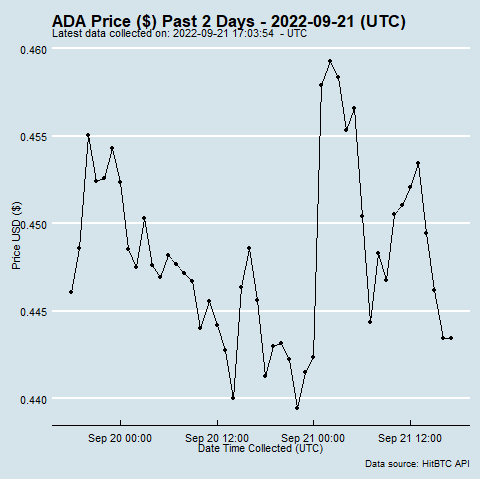 ADA Price ($) Past 2 Days - 2022-09-21 (UTC)
Latest data collected on: 2022-09-21 17:03:54  - UTC
0.460
0.455
0.450
0.445
0.440
Price USD ($)
Sep 20 00:00
Sep 20 12:00
Sep 21 00:00
Sep 21 12:00
Date Time Collected (UTC)
Data source: HitBTC API